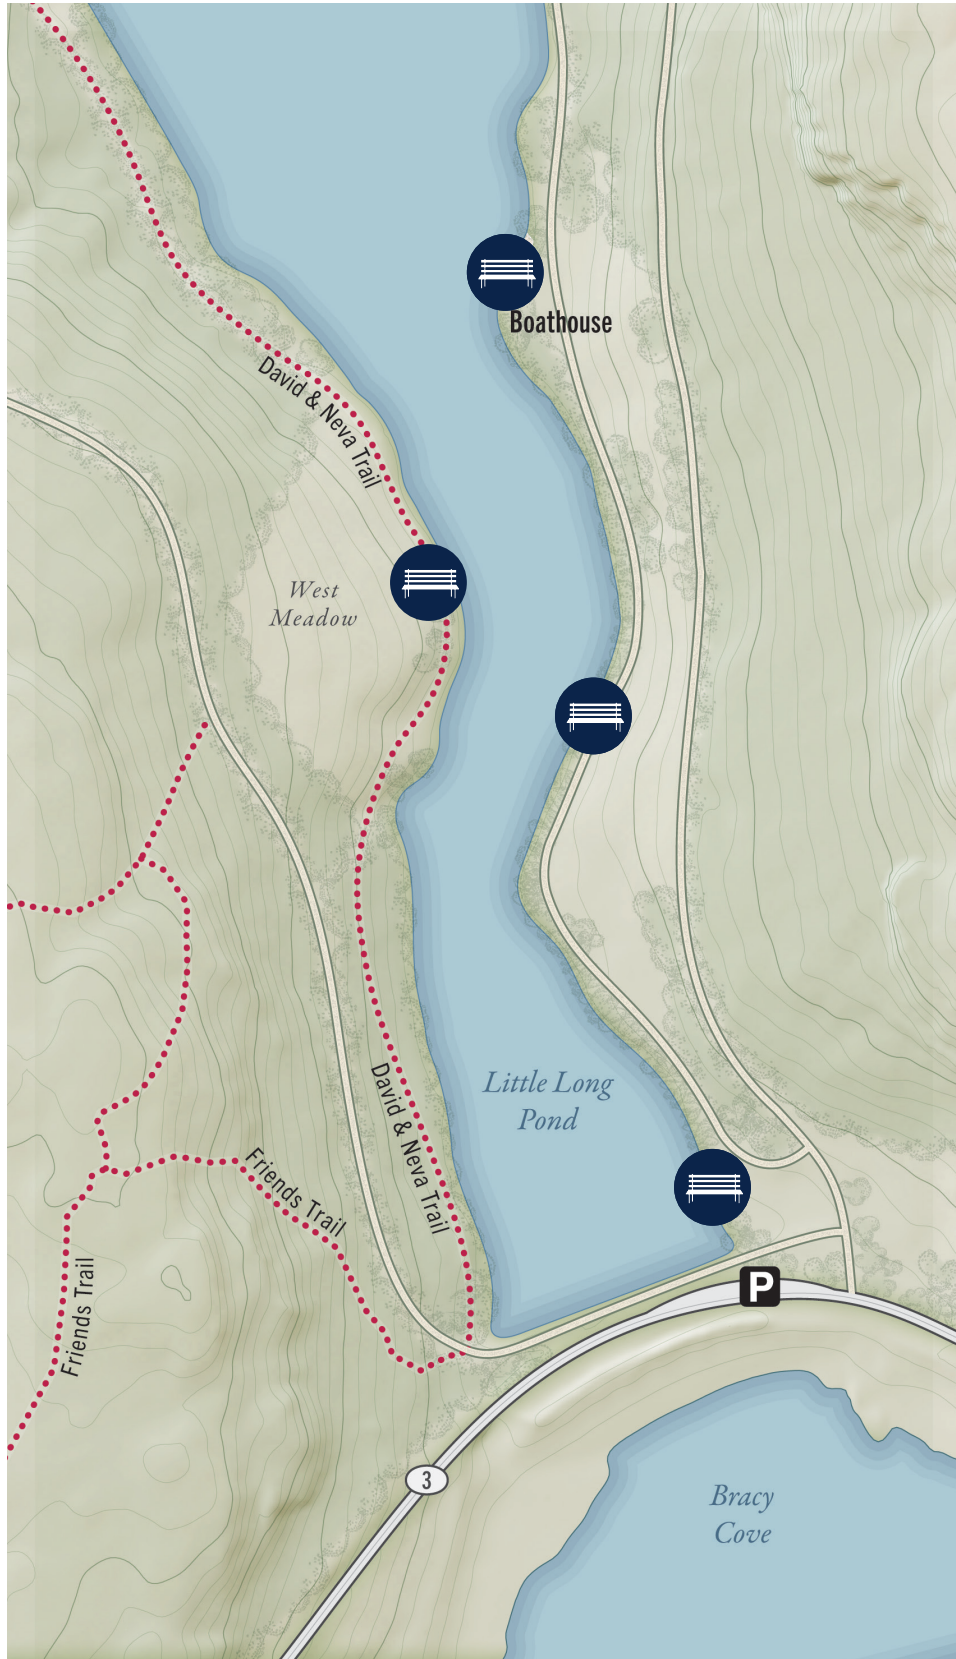 Boathouse
David & Neva Trail
West
Meadow
Little Long
Pond
David & Neva Trail
Friends Trail
Friends Trail
P
3
Bracy
Cove